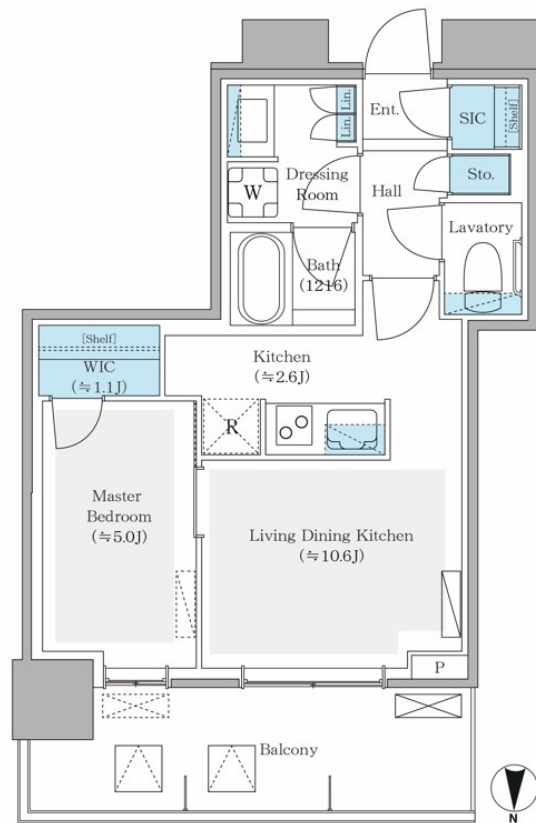 Lin.
Lin.
Ent.
SIC
[Shelf]
W
Dressing
Room
Hall
Sto.
Lavatory
Bath
(1216)
[Shelf]
WIC
(≒1.1J)
Kitchen
(≒2.6J)
R
Master
Bedroom
(≒5.0J)
Living Dining Kitchen
(≒10.6J)
P
Balcony
N